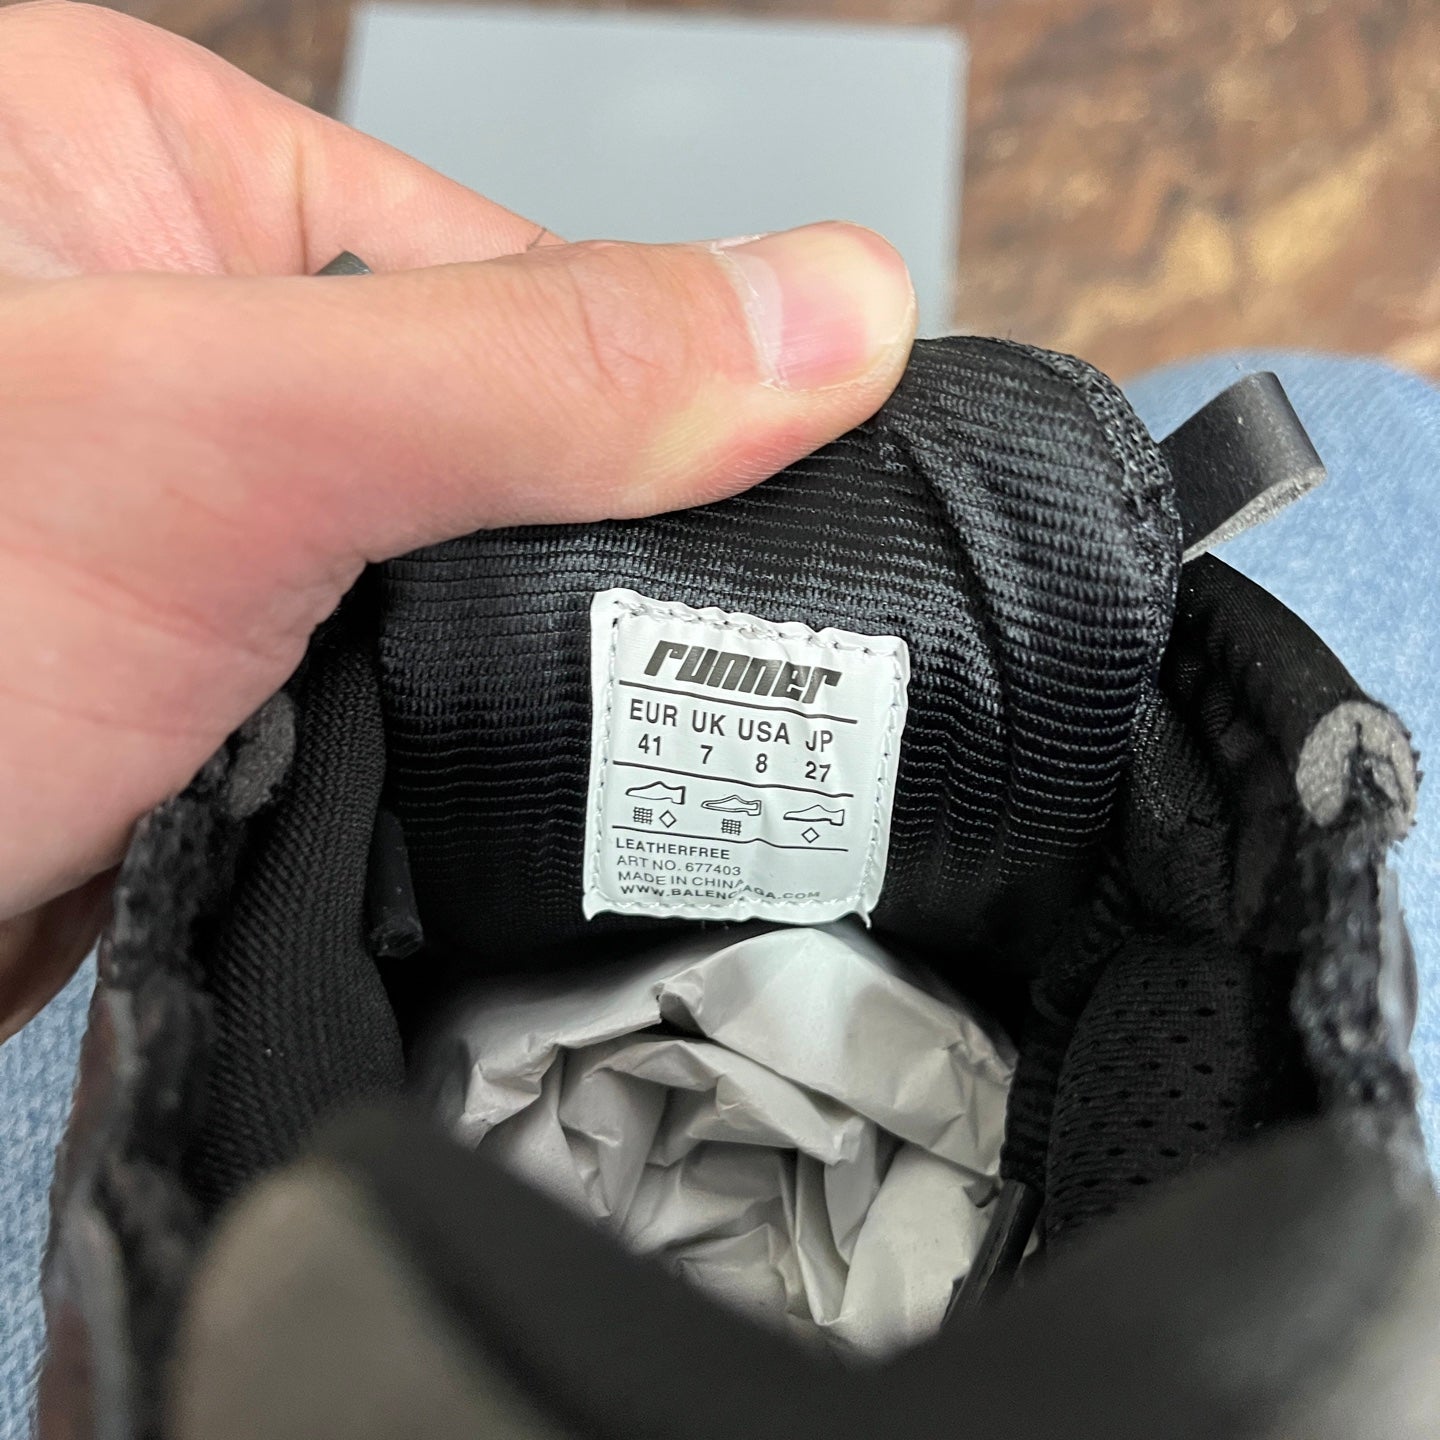 runner
EUR UK USA JP
41 7 8 27
LEATHERFREE
ART NO. 677403
MADE IN CHINA
WWW.BALENCIAGA.COM